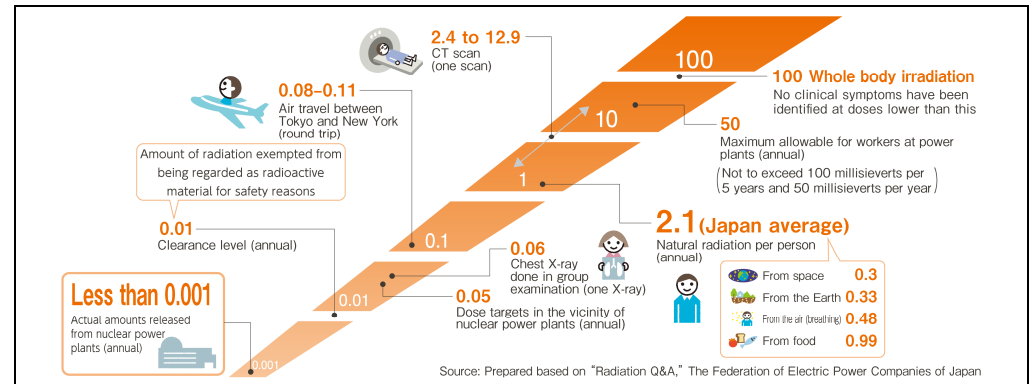 2.4 to 12.9
CT scan
(one scan)
100
100 Whole body irradiation
No clinical symptoms have been
identified at doses lower than this
0.08–0.11
Air travel between
Tokyo and New York
(round trip)
10
50
Maximum allowable for workers at power
plants (annual)
(Not to exceed 100 millisieverts per
5 years and 50 millisieverts per year)
Amount of radiation exempted from
being regarded as radioactive
material for safety reasons
1
0.01
Clearance level (annual)
0.1
2.1 (Japan average)
Natural radiation per person
(annual)
From space 0.3
From the Earth 0.33
From the air (breathing) 0.48
From food 0.99
0.06
Chest X-ray
done in group
examination (one X-ray)
0.01
0.05
Dose targets in the vicinity of
nuclear power plants (annual)
Less than 0.001
Actual amounts released
from nuclear power
plants (annual)
0.001
Source: Prepared based on “Radiation Q&A,” The Federation of Electric Power Companies of Japan